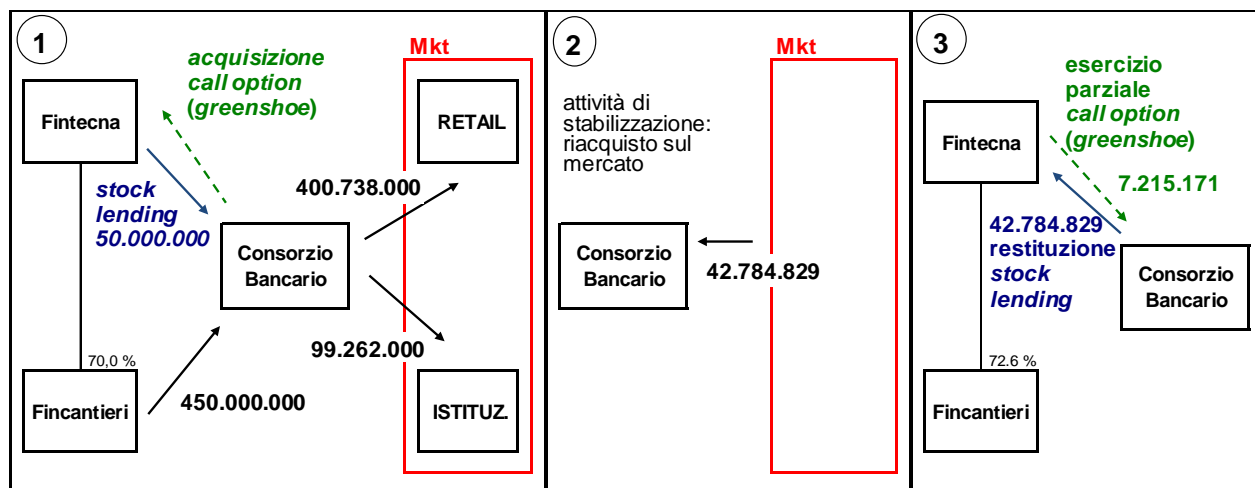 1
acquisizione
call option
(greenshoe)
Mkt
Fintecna
RETAIL
stock
lending
50.000.000
400.738.000
Consorzio
Bancario
99.262.000
70,0 %
Fincantieri
450.000.000
ISTITUZ.
2
Mkt
attività di
stabilizzazione:
riacquisto sul
mercato
Consorzio
Bancario
42.784.829
3
esercizio
parziale
call option
(greenshoe)
Fintecna
7.215.171
42.784.829
restituzione
stock
lending
Consorzio
Bancario
72.6 %
Fincantieri